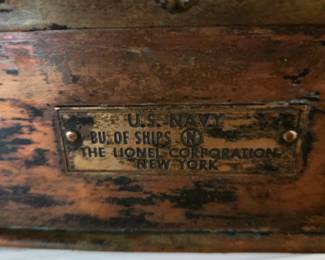 U.S. NAVY
BU. OF SHIPS N
THE LIONEL CORPORATION
NEW YORK